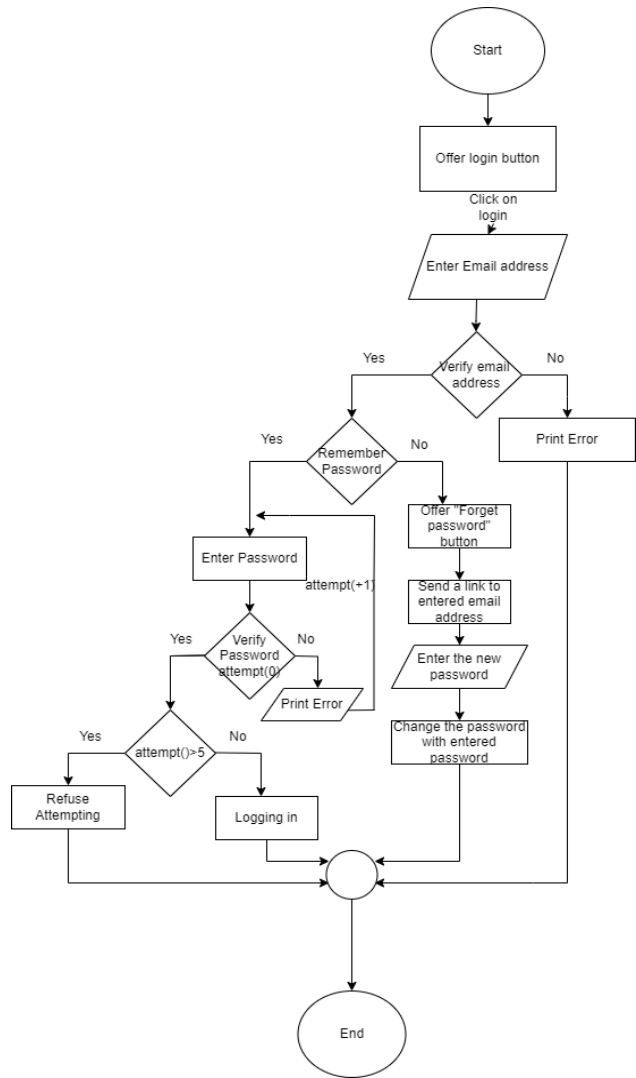 Start
Offer login button
Click on
login
Enter Email address
Yes
Verify email
address
No
Yes
Remember
Password
No
Print Error
Offer "Forget
password"
button
Enter Password
attempt(+1)
Send a link to
entered email
address
Yes
Verify
Password
attempt(0)
No
Enter the new
password
Print Error
Yes
attempt()>5
No
Change the password
with entered
password
Refuse
Attempting
Logging in
End